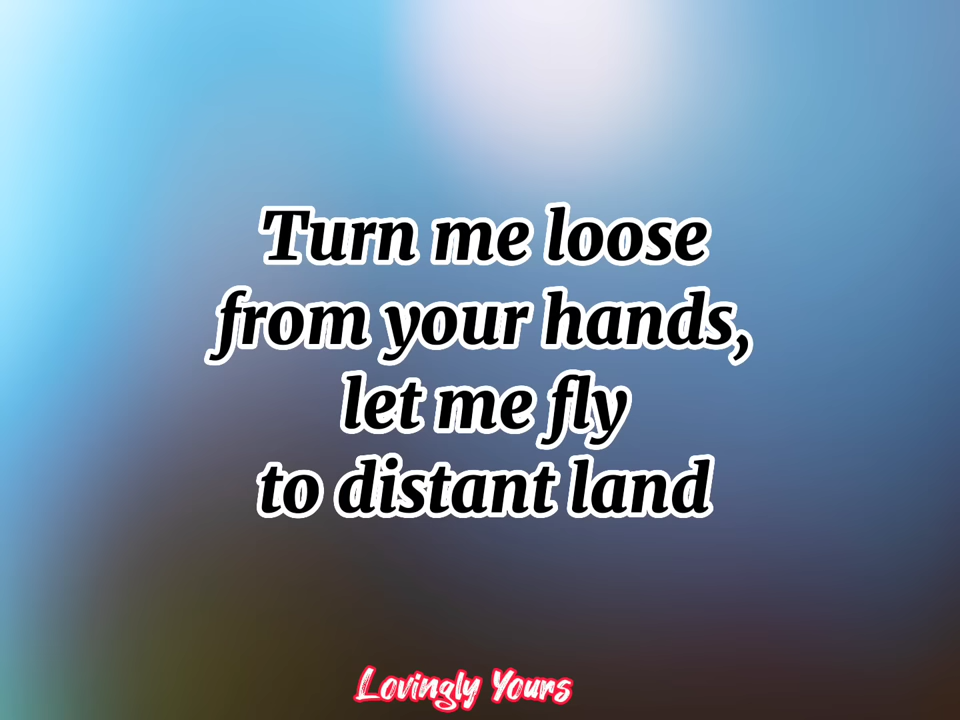 Turn me loose
from your hands,
let me fly
to distant land
Lovingly Yours